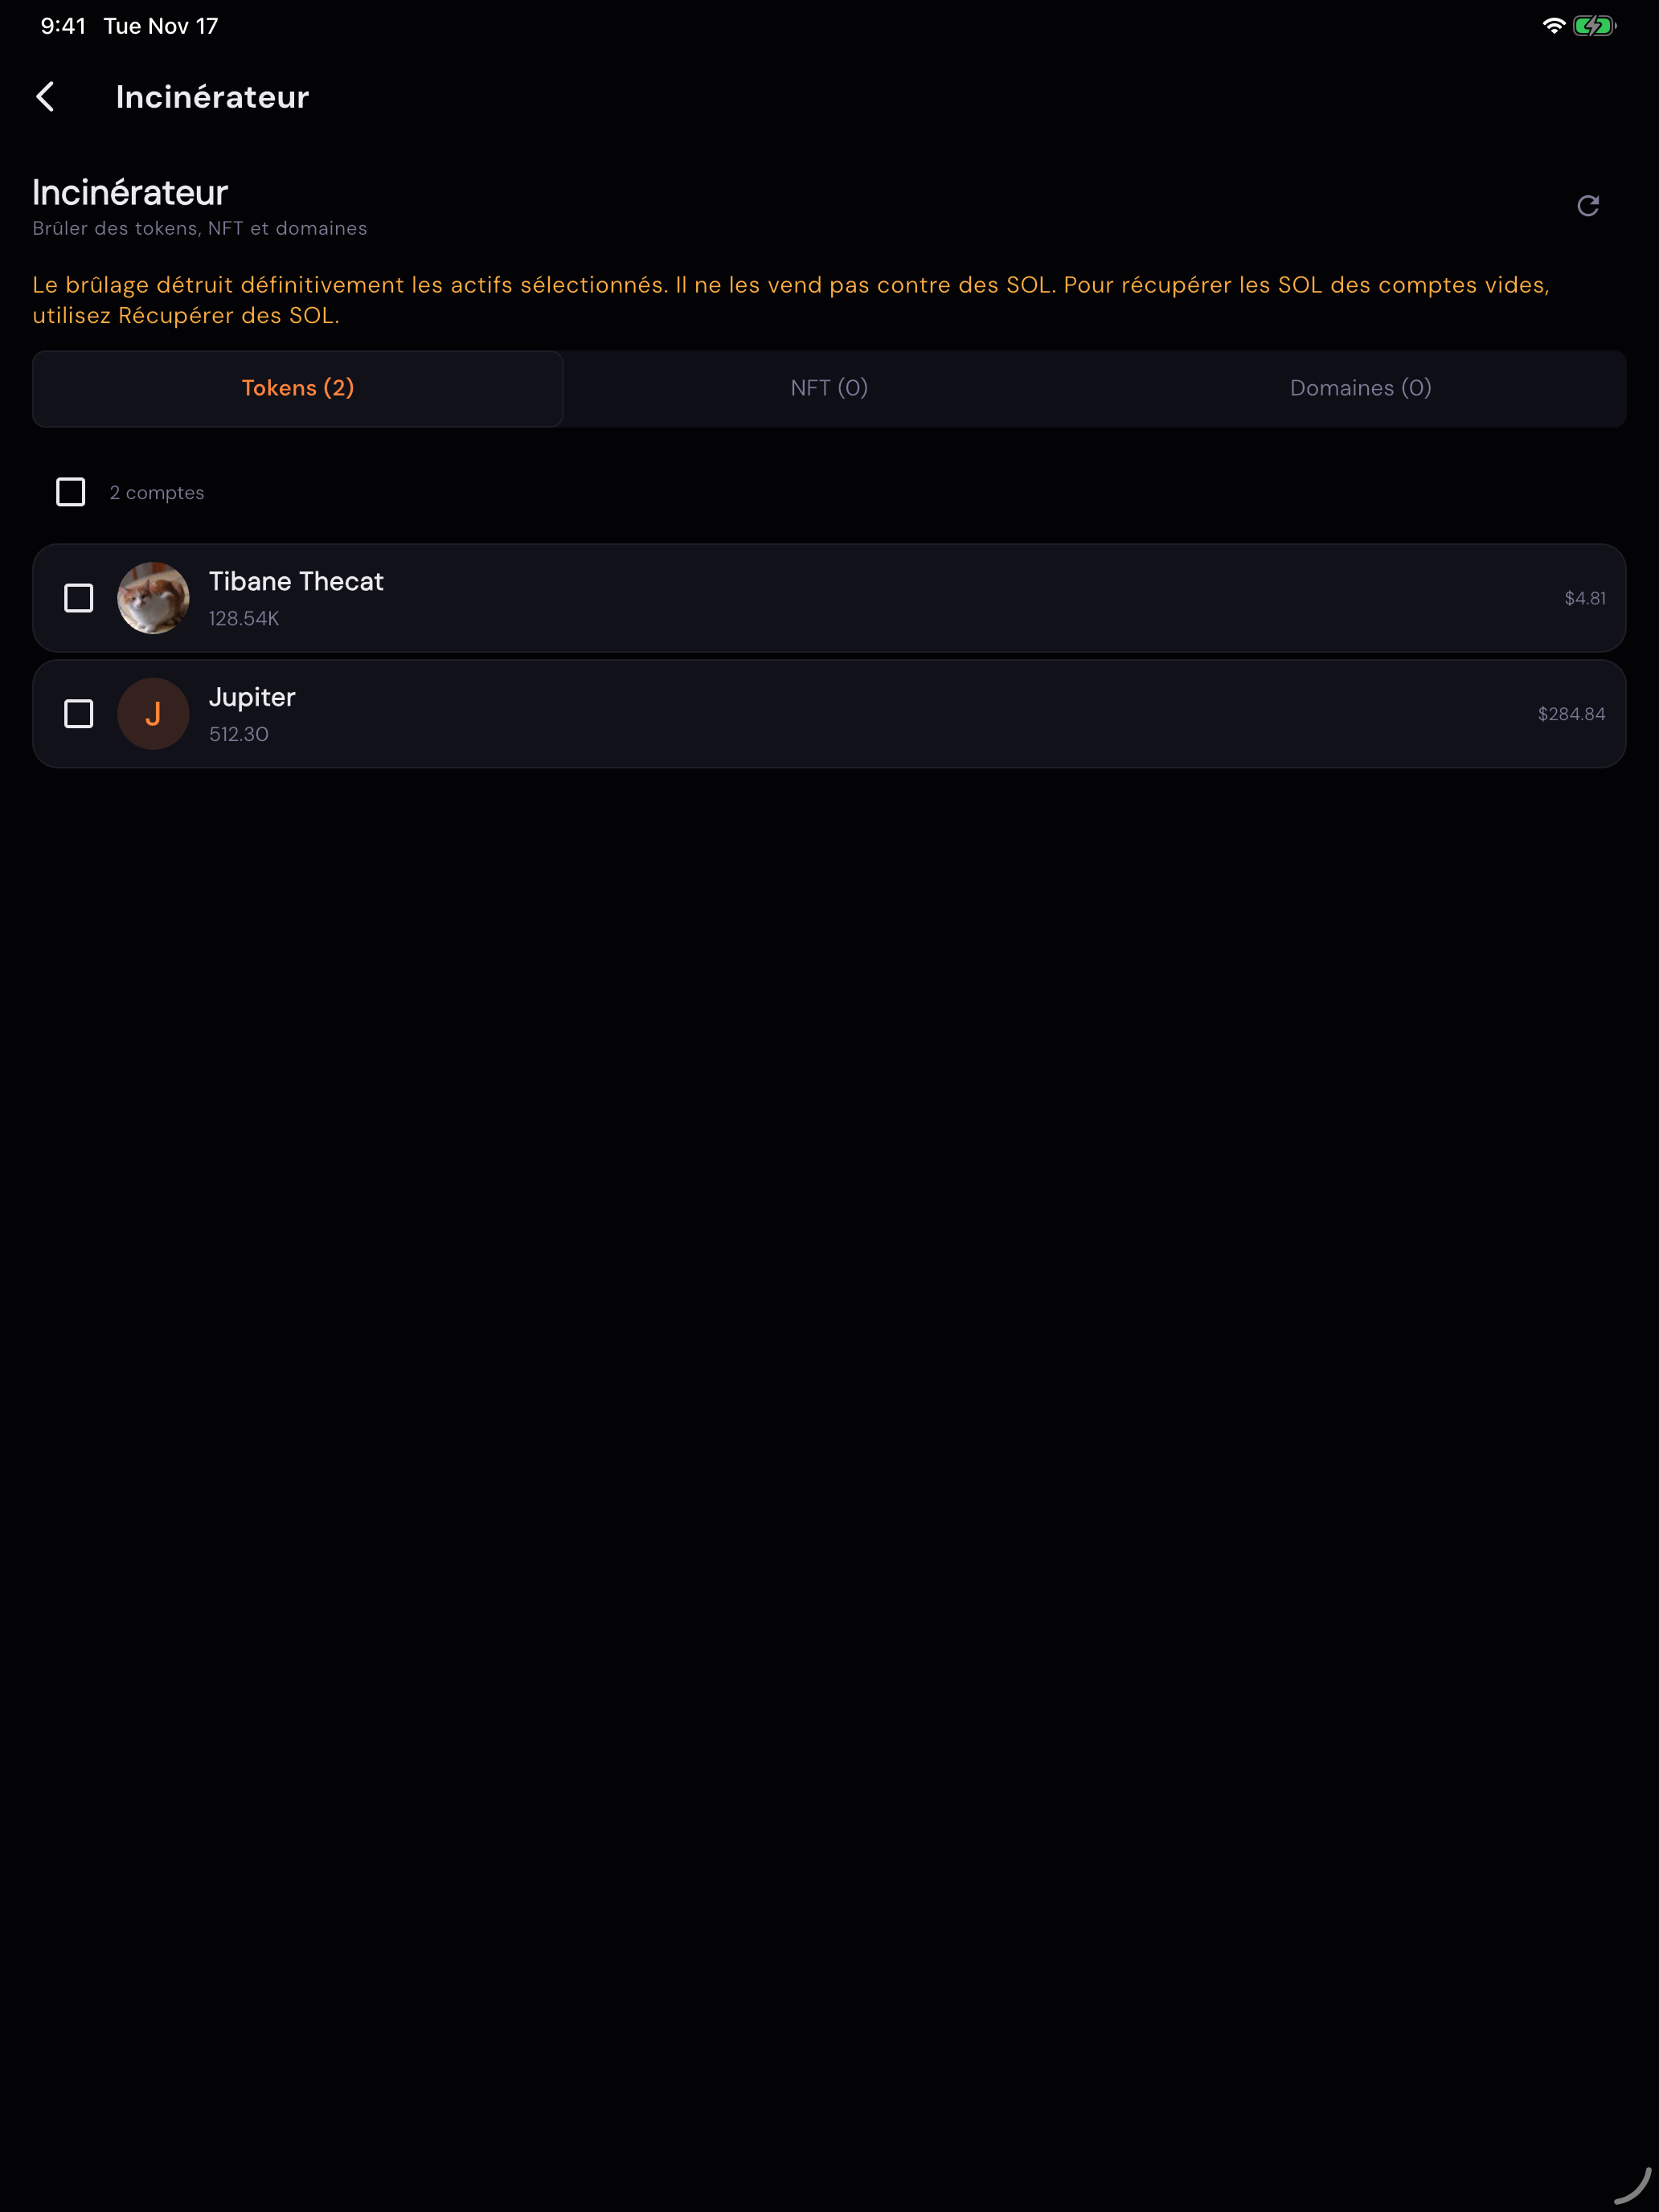 9:41 Tue Nov 17
Incinérateur
Incinérateur
Brûler des tokens, NFT et domaines
Le brûlage détruit définitivement les actifs sélectionnés. Il ne les vend pas contre des SOL. Pour récupérer les SOL des comptes vides,
utilisez Récupérer des SOL.
Tokens (2)
NFT (0)
Domaines (0)
2 comptes
Tibane Thecat
128.54K
$4.81
J
Jupiter
512.30
$284.84